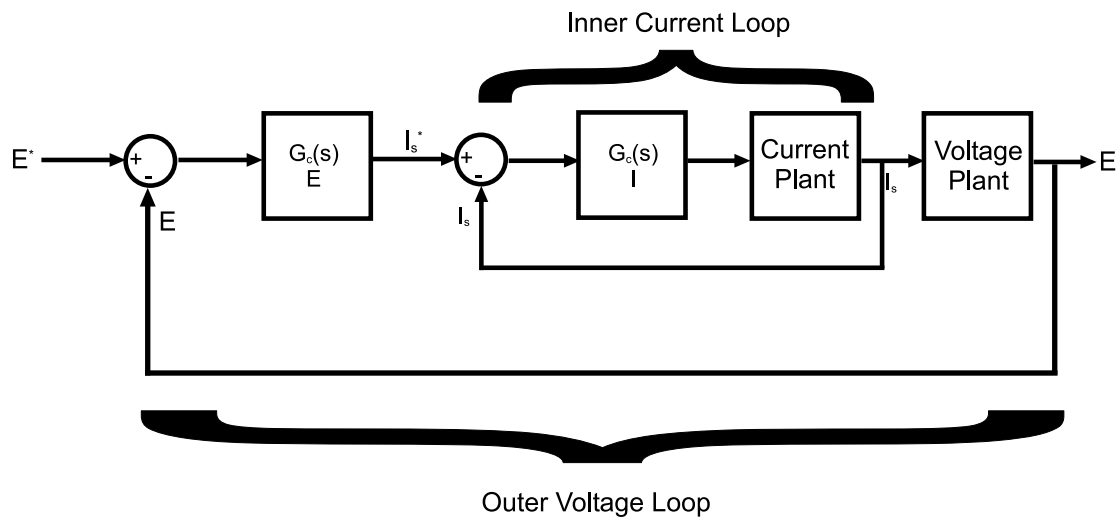 Inner Current Loop
E*
+
-
E
Gc(s)
E
Is*
+
-
Is
Gc(s)
I
Current
Plant
Is
Voltage
Plant
E
Outer Voltage Loop